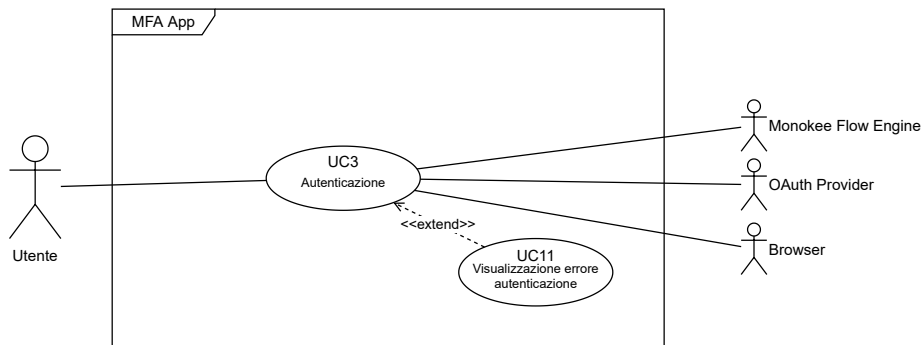 MFA App
Monokee Flow Engine
UC3
Autenticazione
OAuth Provider
<<extend>>
Utente
Browser
UC11
Visualizzazione errore
autenticazione